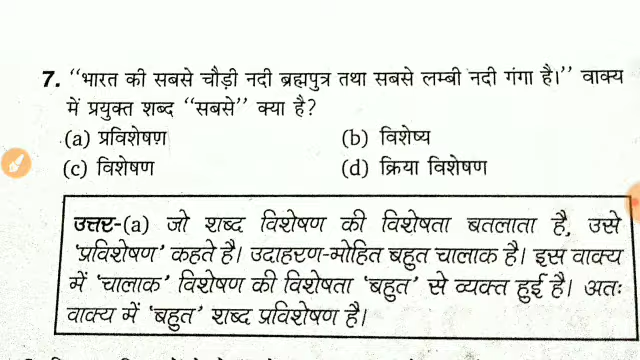 7. “भारत की सबसे चौड़ी नदी ब्रह्मपुत्र तथा सबसे लम्बी नदी गंगा है।” वाक्य
में प्रयुक्त शब्द “सबसे” क्या है?
(a) प्रविशेषण (b) विशेष्य
(c) विशेषण (d) क्रिया विशेषण
उत्तर-(a) जो शब्द विशेषण की विशेषता बतलाता है, उसे
‘प्रविशेषण’ कहते है। उदाहरण-मोहित बहुत चालाक है। इस वाक्य
में ‘चालाक’ विशेषण की विशेषता ‘बहुत’ से व्यक्त हुई है। अतः
वाक्य में ‘बहुत’ शब्द प्रविशेषण है।